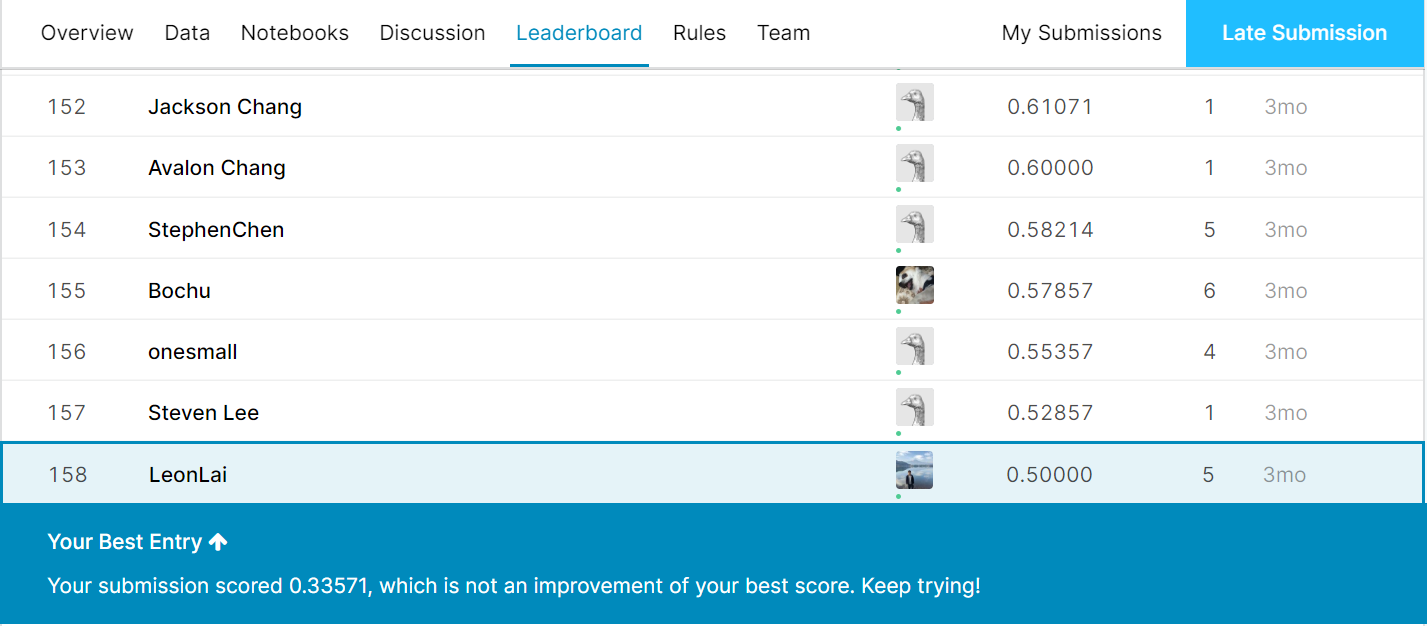 Overview Data Notebooks Discussion Leaderboard Rules Team My Submissions Late Submission
152 Jackson Chang 0.61071 1 3mo
153 Avalon Chang 0.60000 1 3mo
154 StephenChen 0.58214 5 3mo
155 Bochu 0.57857 6 3mo
156 onesmall 0.55357 4 3mo
157 Steven Lee 0.52857 1 3mo
158 LeonLai 0.50000 5 3mo
Your Best Entry ↑
Your submission scored 0.33571, which is not an improvement of your best score. Keep trying!